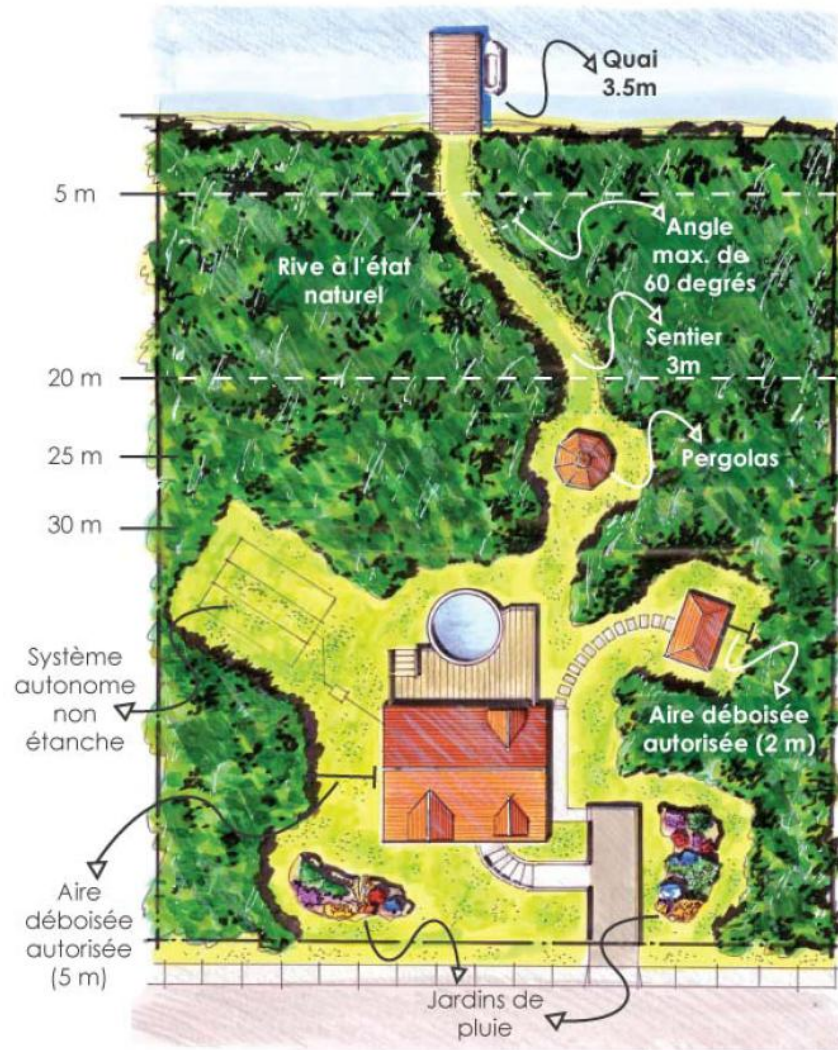 Quai
3.5m
5 m
Angle
max. de
60 degrés
Rive à l'état
naturel
Sentier
3m
20 m
25 m
Pergolas
30 m
Système
autonome
non
étanche
Aire déboisée
autorisée (2 m)
Aire
déboisée
autorisée
(5 m)
Jardins de
pluie